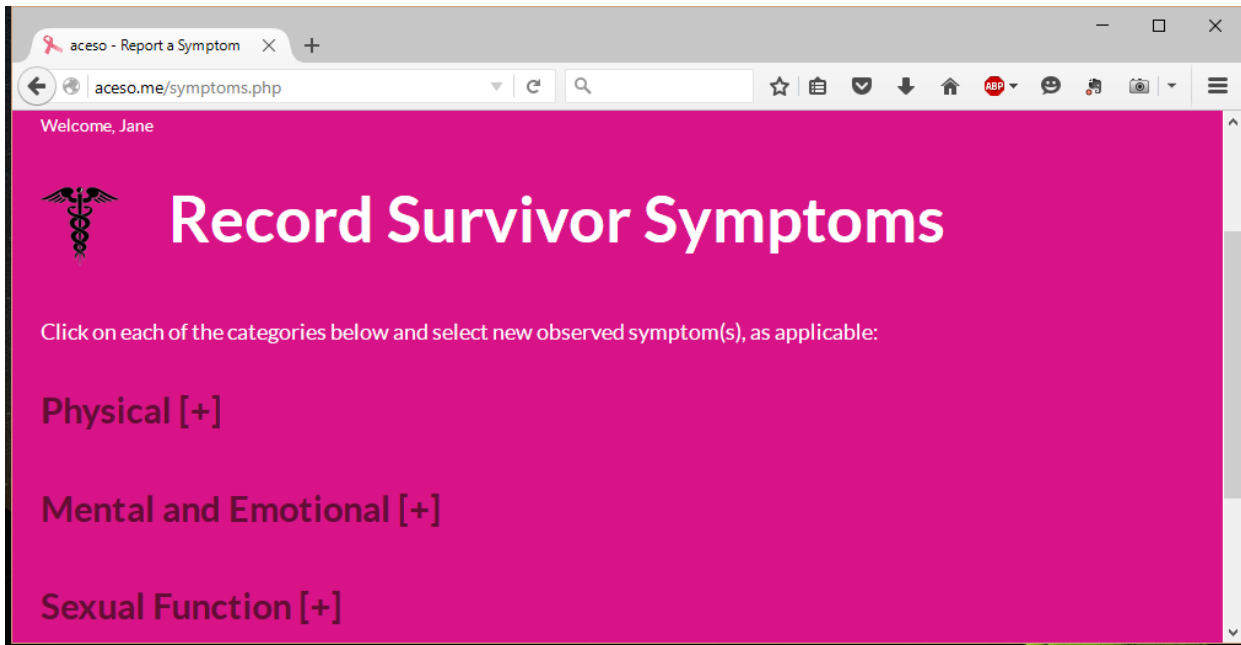 aceso - Report a Symptom
aceso.me/symptoms.php
ABP
Welcome, Jane
Record Survivor Symptoms
Click on each of the categories below and select new observed symptom(s), as applicable:
Physical [+]
Mental and Emotional [+]
Sexual Function [+]